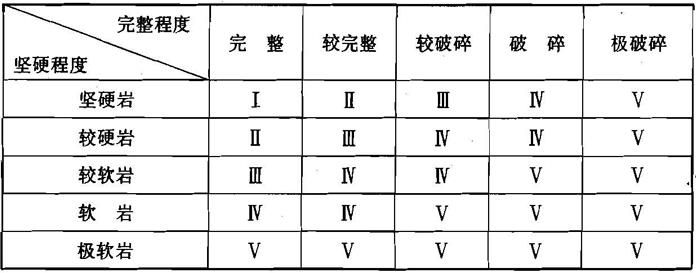 完整程度
坚硬程度
完 整 较完整 较破碎 破 碎 极破碎
坚硬岩 Ⅰ Ⅱ Ⅲ Ⅳ Ⅴ
较硬岩 Ⅱ Ⅲ Ⅳ Ⅳ Ⅴ
较软岩 Ⅲ Ⅳ Ⅳ Ⅴ Ⅴ
软 岩 Ⅳ Ⅳ Ⅴ Ⅴ Ⅴ
极软岩 Ⅴ Ⅴ Ⅴ Ⅴ Ⅴ